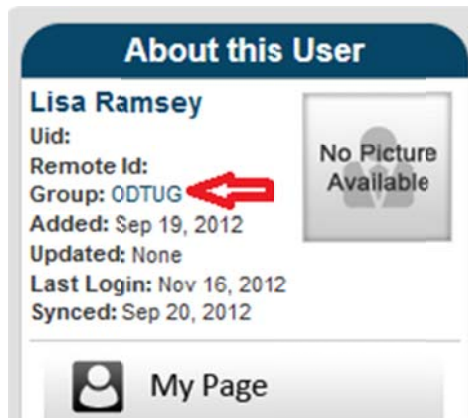 About this User
Lisa Ramsey
Uid:
Remote Id:
Group: ODTUG
Added: Sep 19, 2012
Updated: None
Last Login: Nov 16, 2012
Synced: Sep 20, 2012
No Picture
Available
My Page